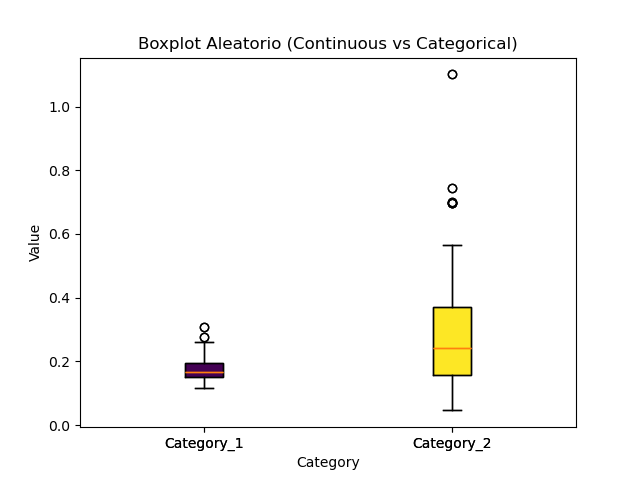 Boxplot Aleatorio (Continuous vs Categorical)
1.0
0.8
0.6
0.4
0.2
0.0
Value
Category_1
Category_2
Category